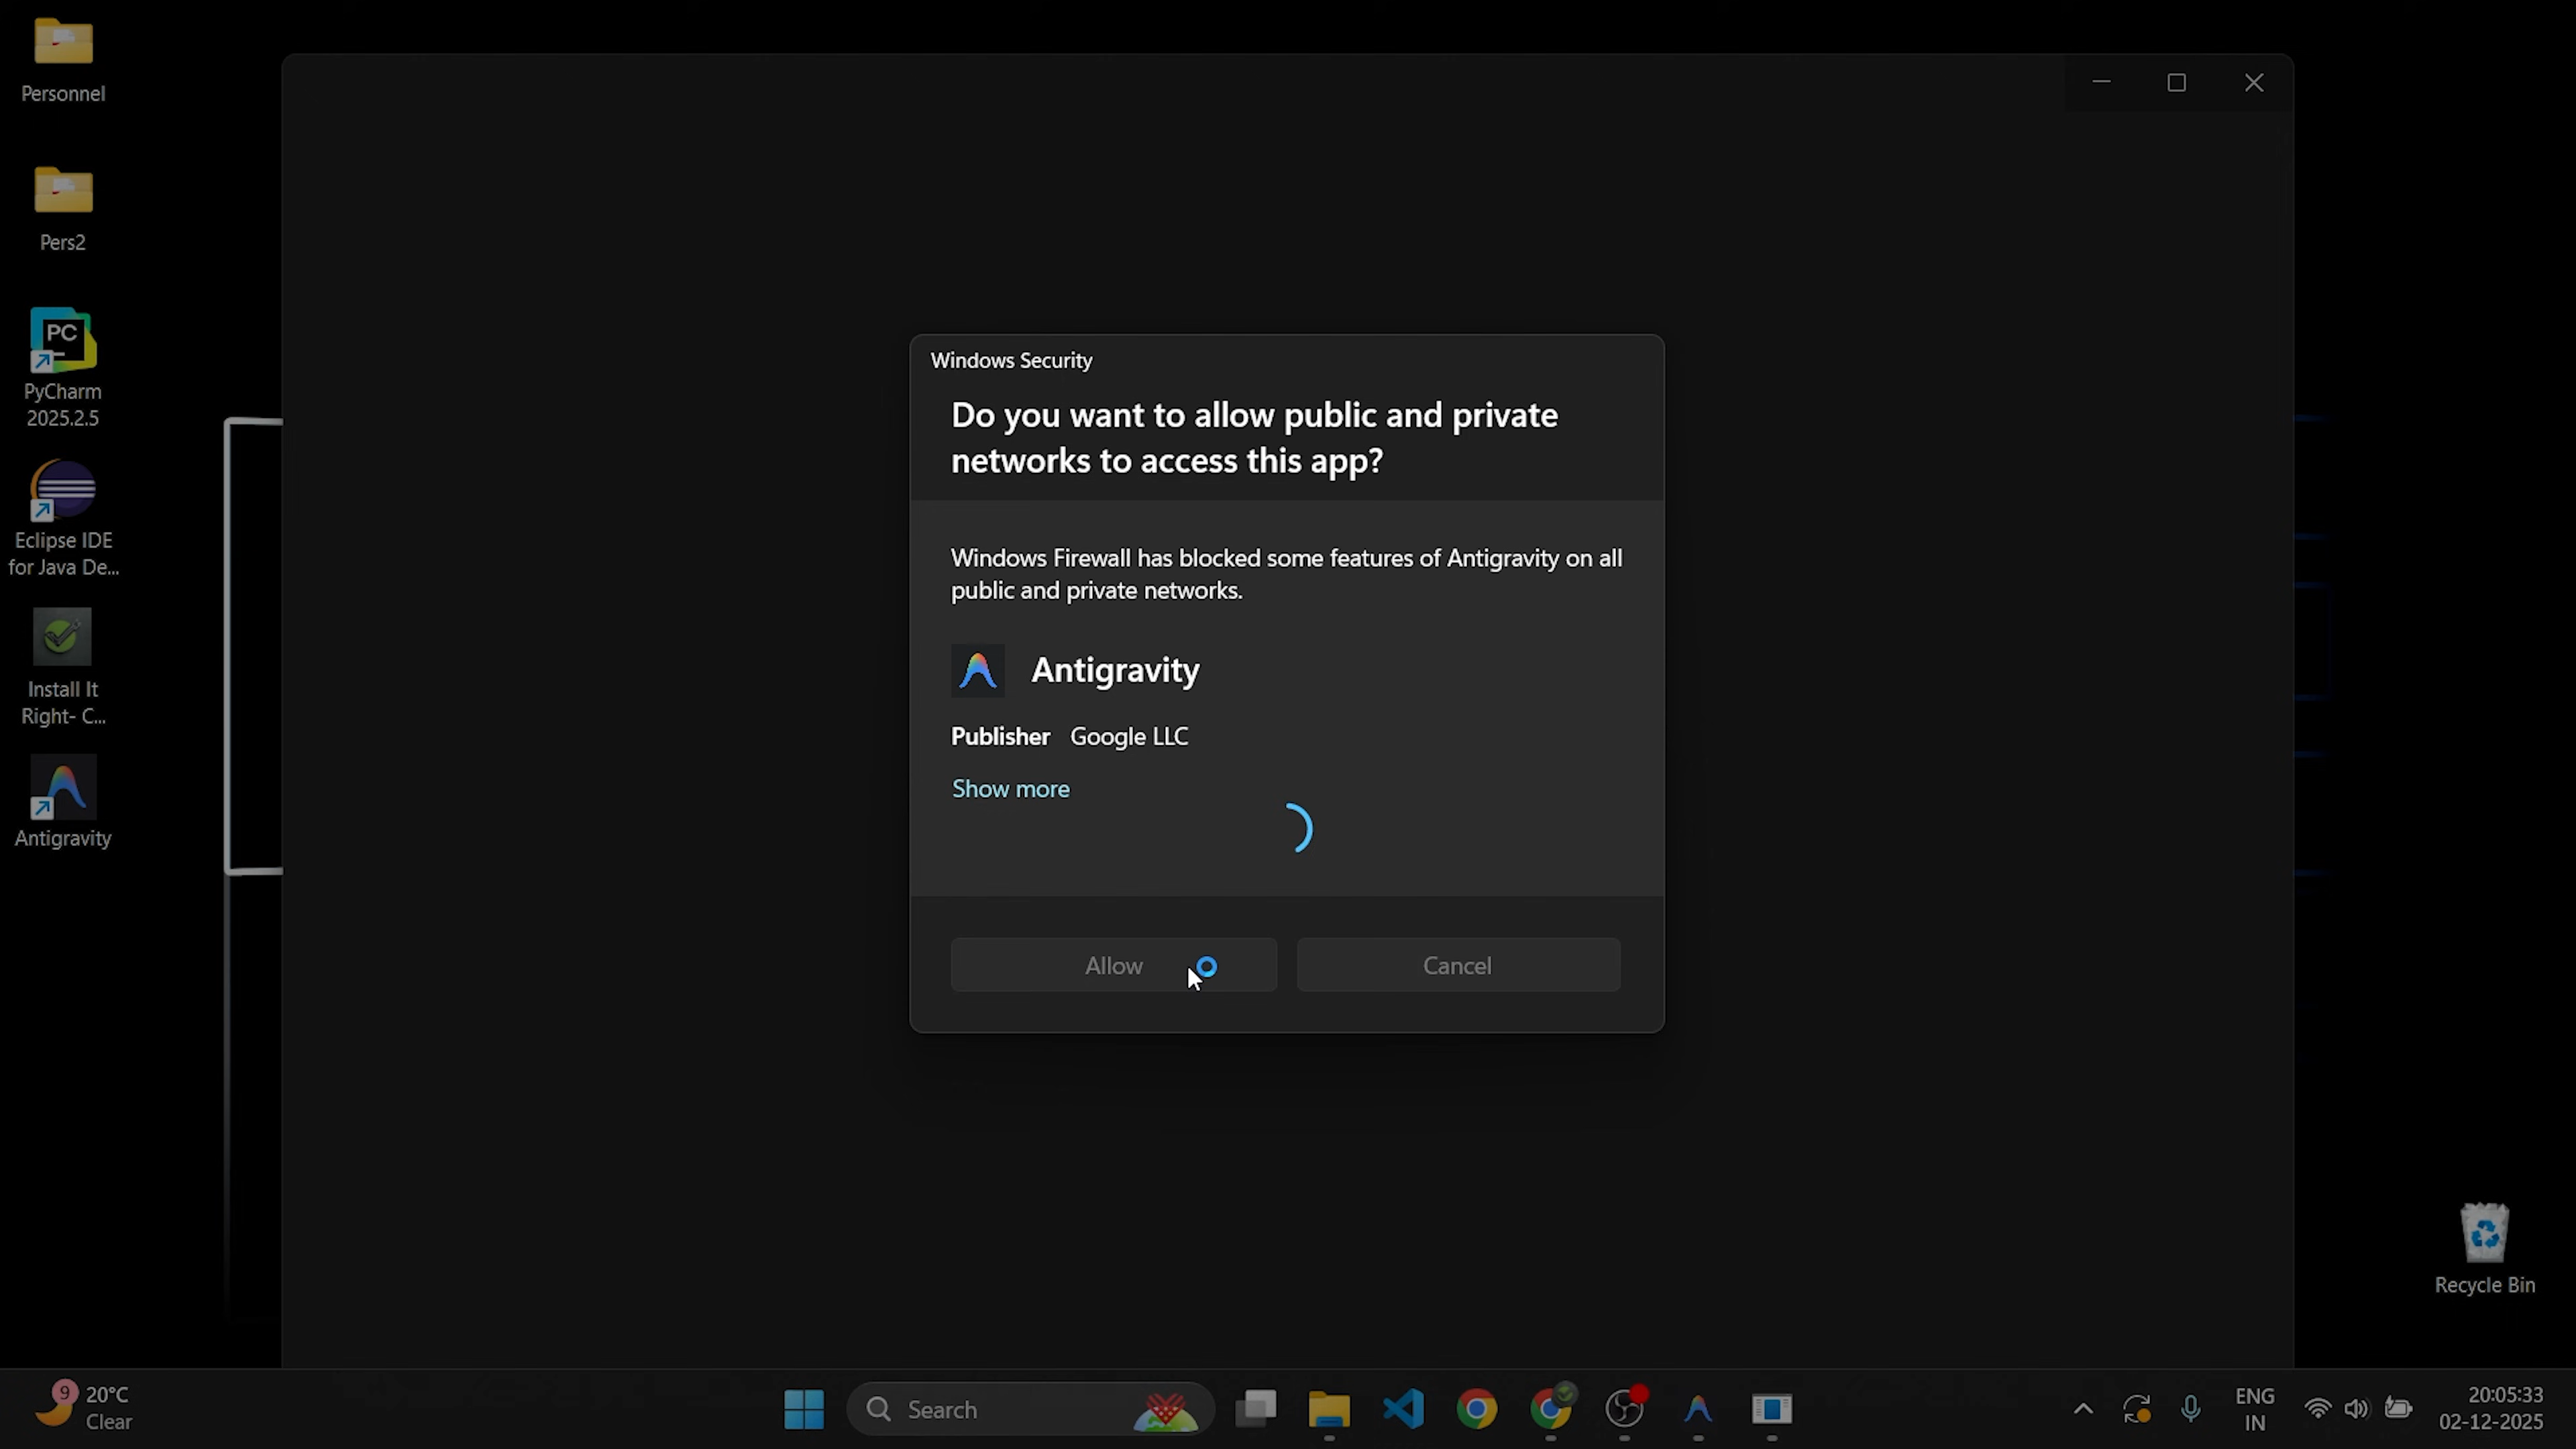 Personnel
Pers2
PC
PyCharm
2025.2.5
Eclipse IDE
for Java De...
Install It
Right- C...
Antigravity
Windows Security
Do you want to allow public and private
networks to access this app?
Windows Firewall has blocked some features of Antigravity on all
public and private networks.
Antigravity
Publisher Google LLC
Show more
Allow
Cancel
Recycle Bin
9
20°C
Clear
Search
ENG
IN
20:05:33
02-12-2025